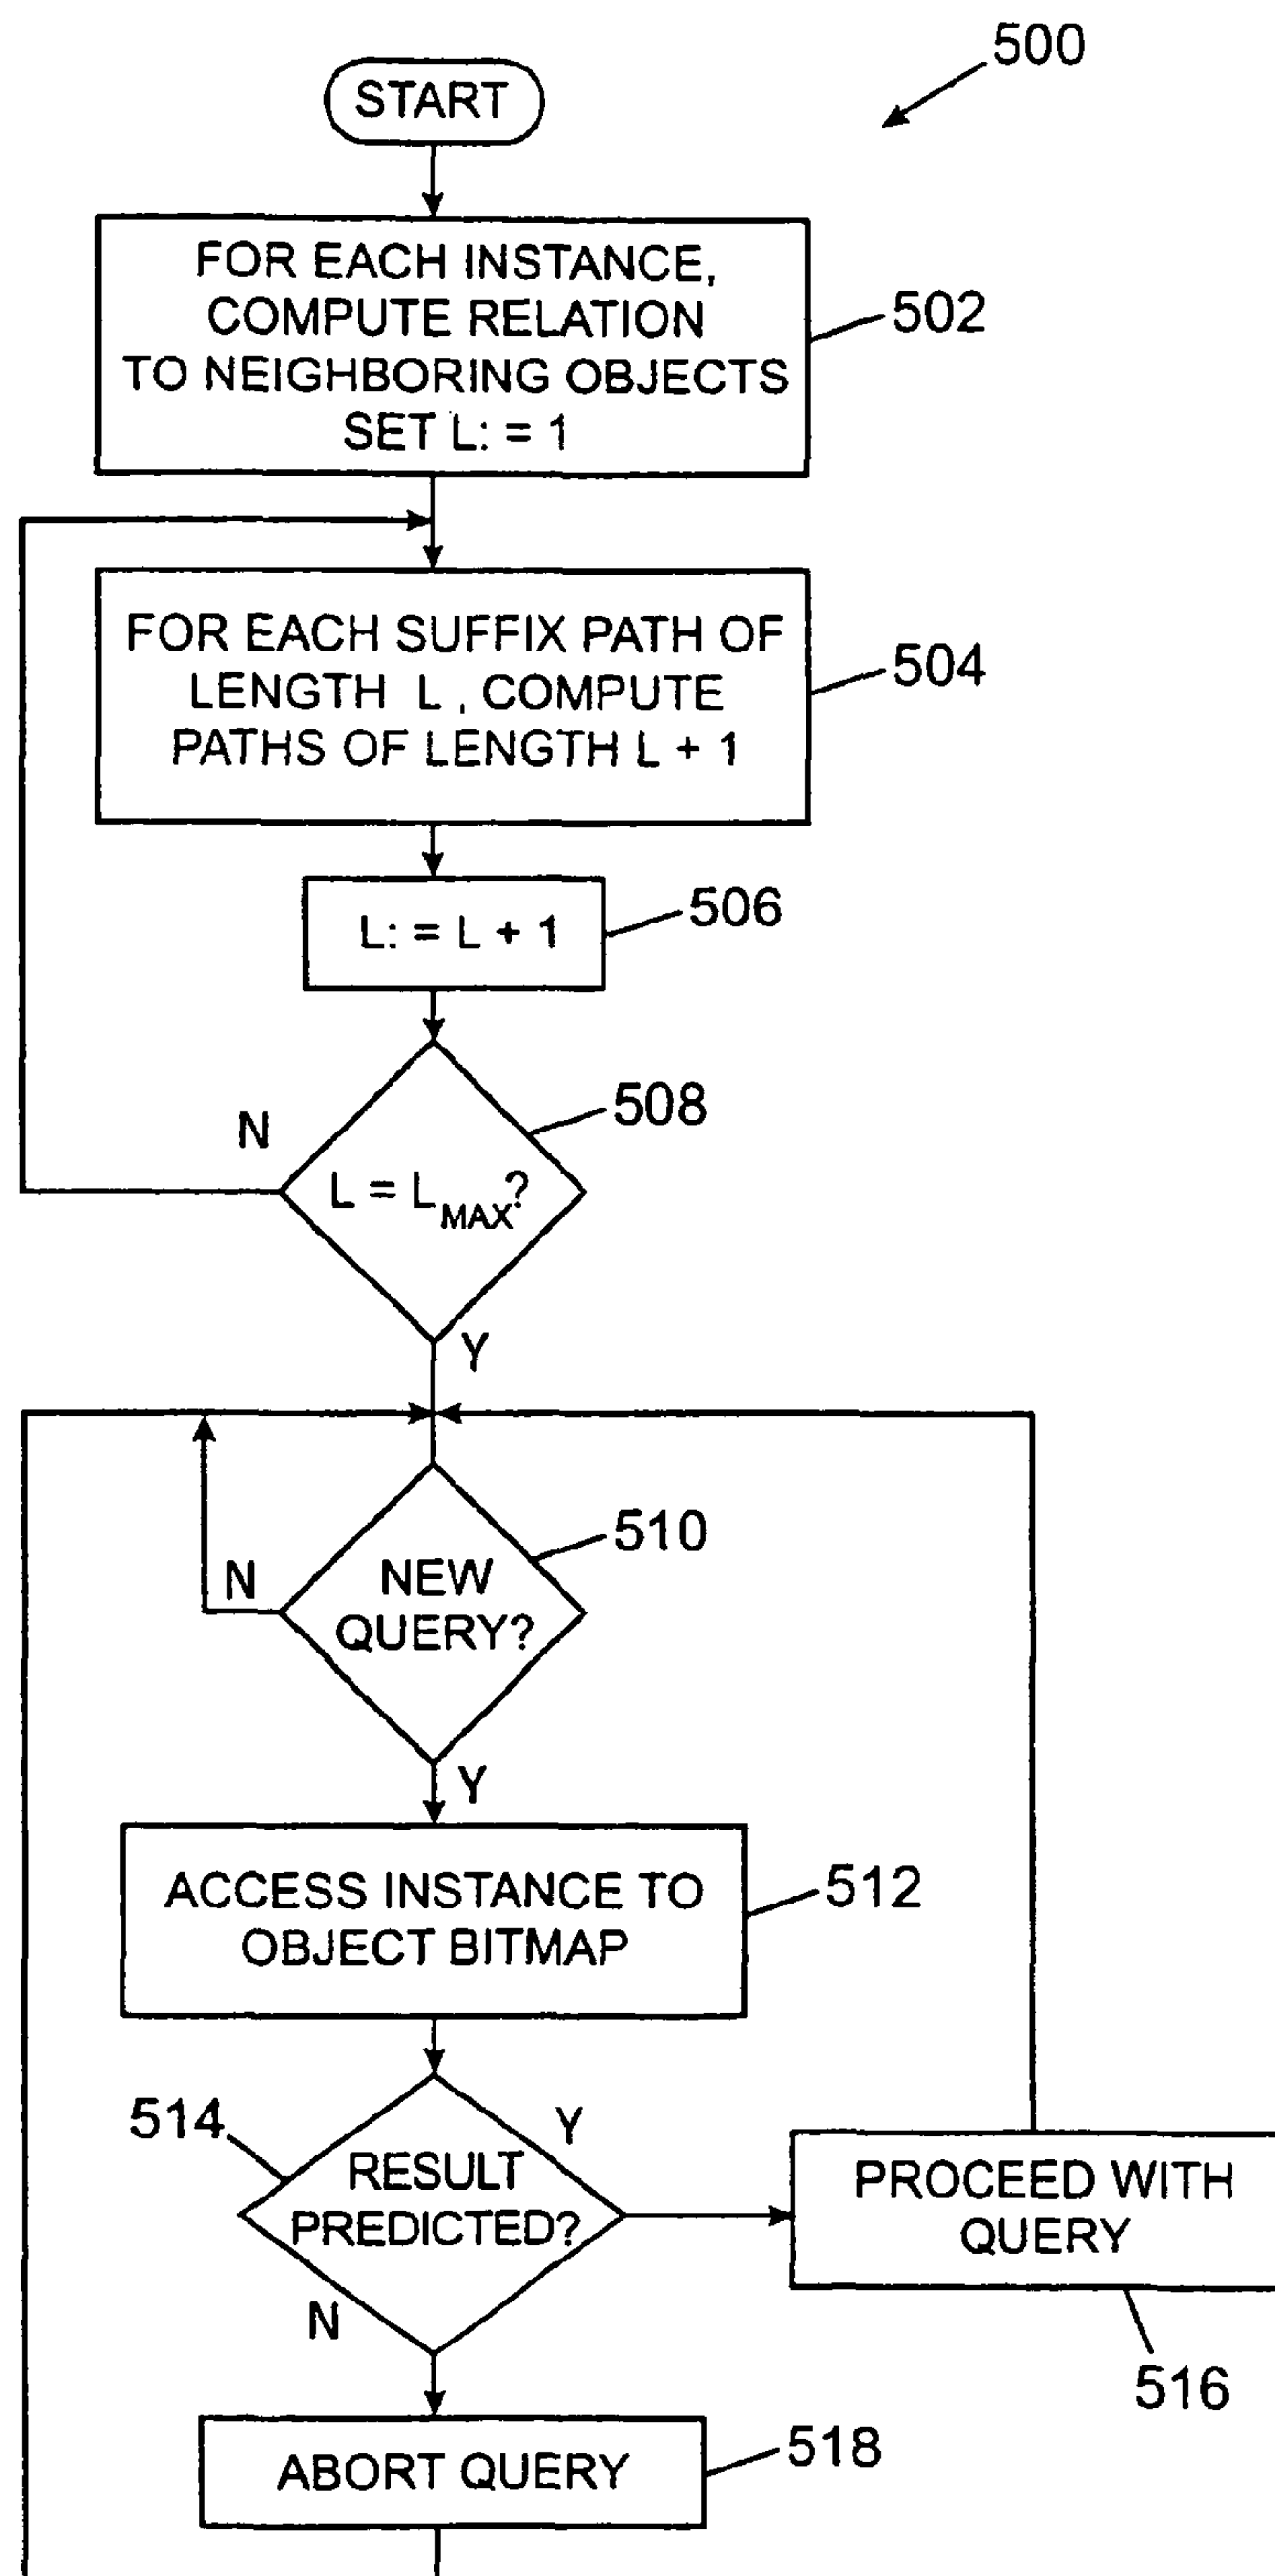 500
START
FOR EACH INSTANCE,
COMPUTE RELATION
TO NEIGHBORING OBJECTS
SET L: = 1
502
FOR EACH SUFFIX PATH OF
LENGTH L, COMPUTE
PATHS OF LENGTH L + 1
504
L: = L + 1
506
508
N
L = LMAX?
Y
510
N
NEW
QUERY?
Y
ACCESS INSTANCE TO
OBJECT BITMAP
512
514
Y
RESULT
PREDICTED?
N
PROCEED WITH
QUERY
516
ABORT QUERY
518